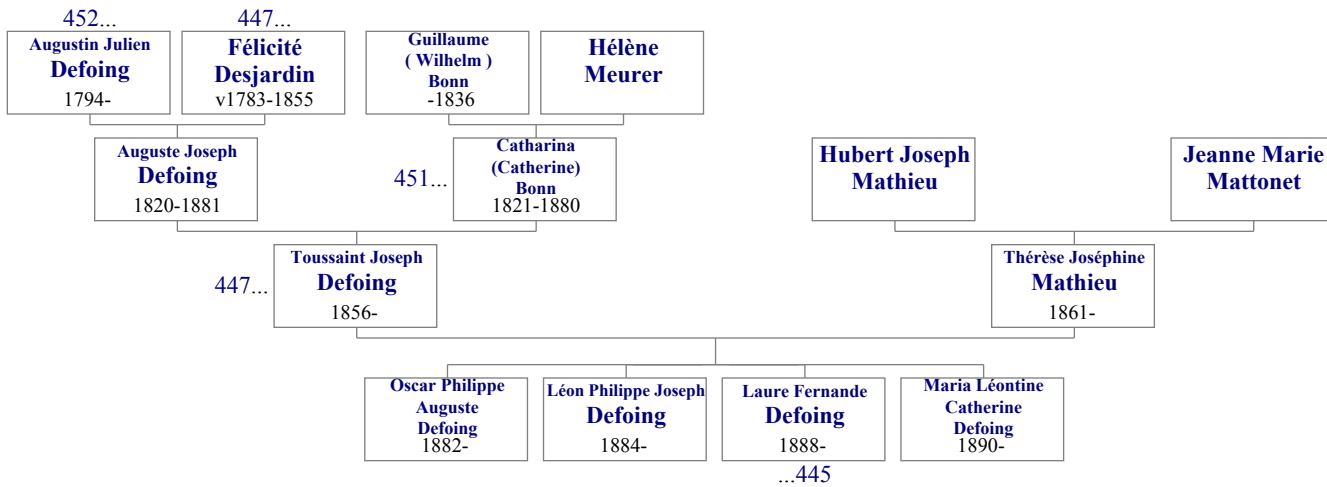 452...
447...
Augustin Julien
Defoing
1794-
Félicité
Desjardin
v1783-1855
Guillaume
( Wilhelm )
Bonn
-1836
Hélène
Meurer
Auguste Joseph
Defoing
1820-1881
451...
Catharina
(Catherine)
Bonn
1821-1880
Hubert Joseph
Mathieu
Jeanne Marie
Mattonet
447...
Toussaint Joseph
Defoing
1856-
Thérèse Joséphine
Mathieu
1861-
Oscar Philippe
Auguste
Defoing
1882-
Léon Philippe Joseph
Defoing
1884-
Laure Fernande
Defoing
1888-
Maria Léontine
Catherine
Defoing
1890-
...445